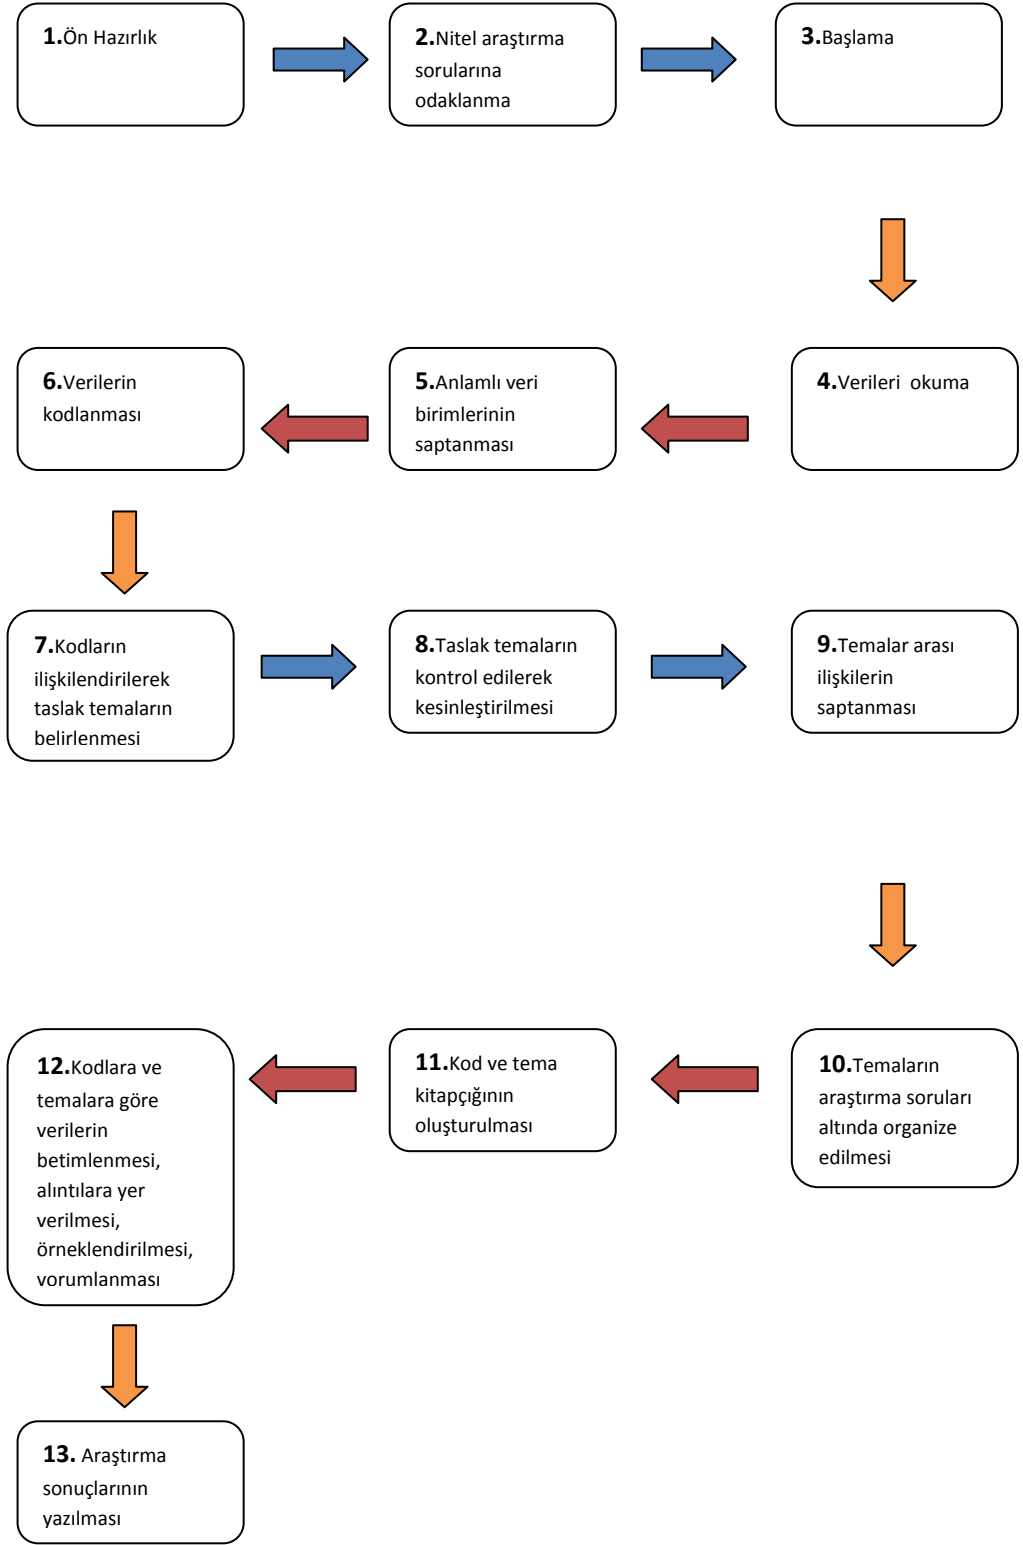 1.Ön Hazırlık
2.Nitel araştırma
sorularına
odaklanma
3.Başlama
4.Verileri okuma
5.Anlamlı veri
birimlerinin
saptanması
6.Verilerin
kodlanması
7.Kodların
ilişkilendirilerek
taslak temaların
belirlenmesi
8.Taslak temaların
kontrol edilerek
kesinleştirilmesi
9.Temalar arası
ilişkilerin
saptanması
10.Temaların
araştırma soruları
altında organize
edilmesi
11.Kod ve tema
kitapçığının
oluşturulması
12.Kodlara ve
temalara göre
verilerin
betimlenmesi,
alıntılara yer
verilmesi,
örneklendirilmesi,
yorumlanması
13. Araştırma
sonuçlarının
yazılması